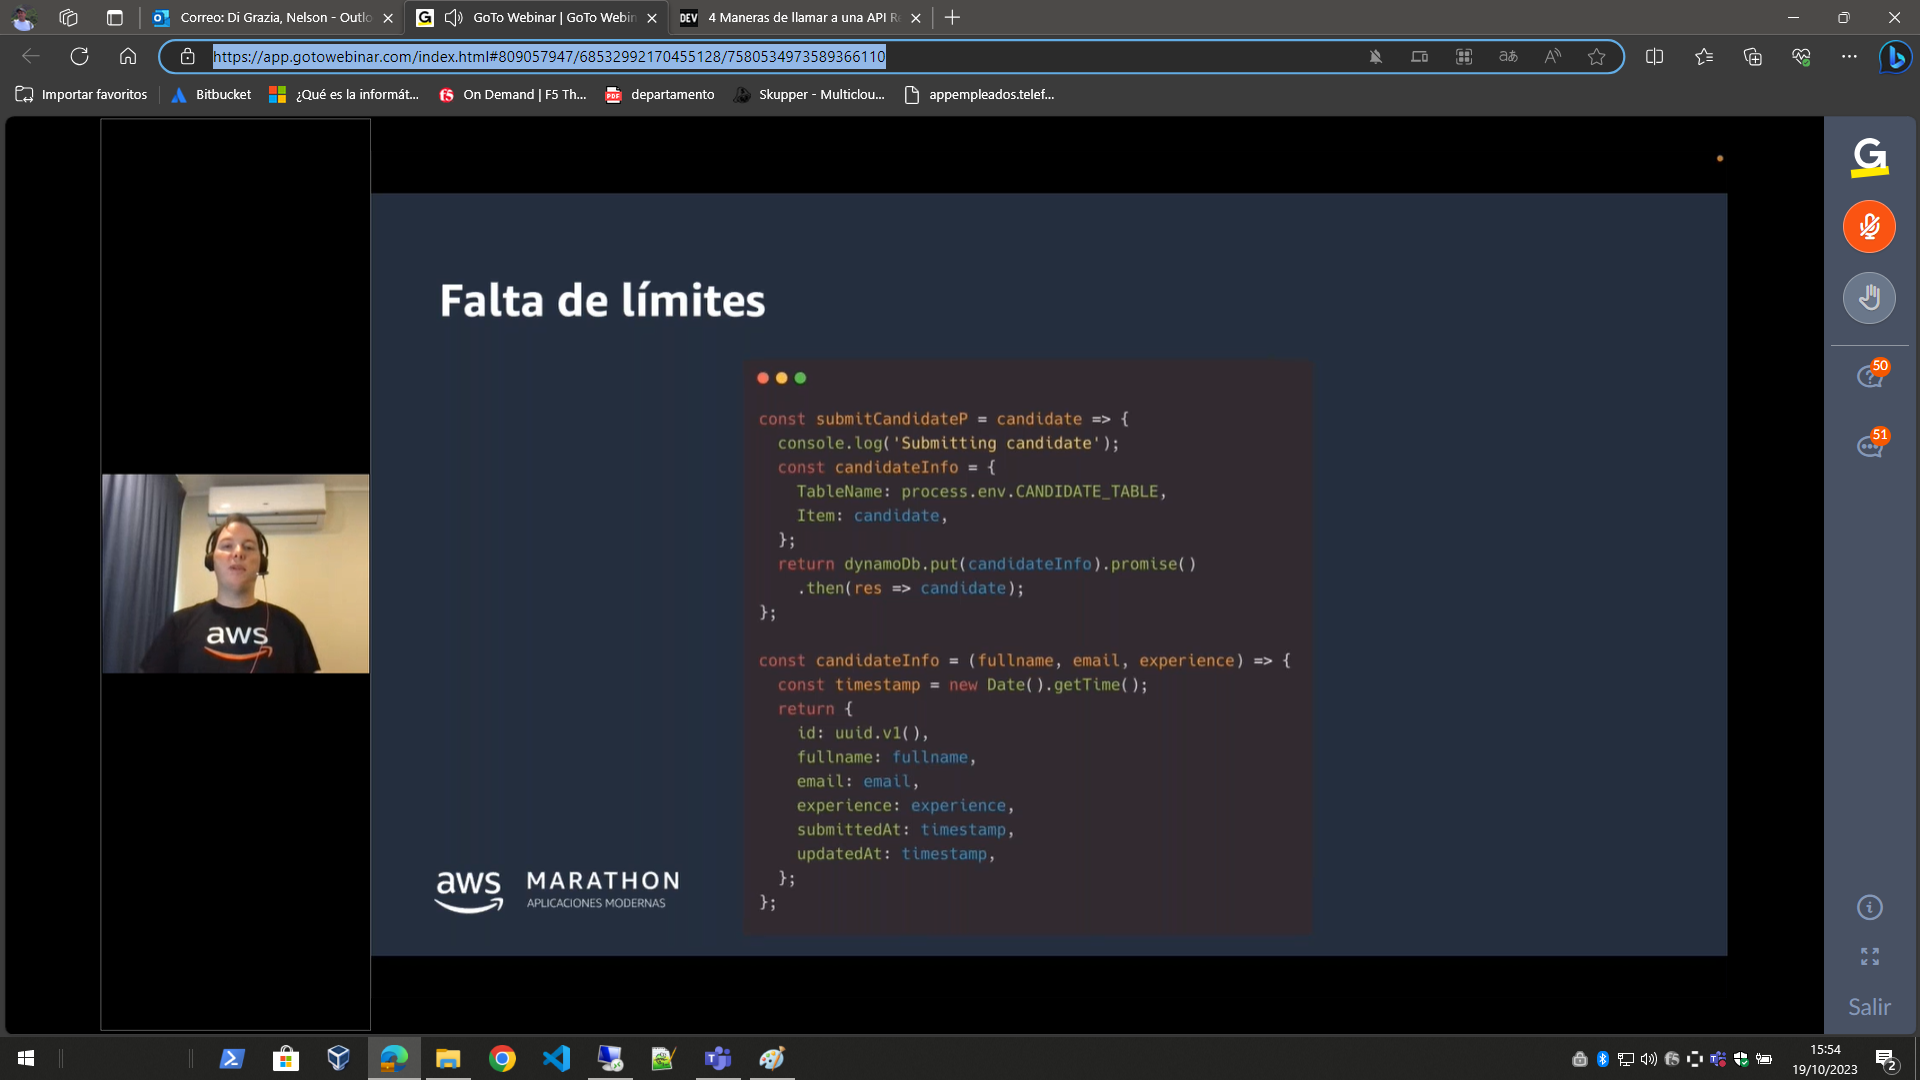 Correo: Di Grazia, Nelson - Outlo
GoTo Webinar | GoTo Webin
4 Maneras de llamar a una API Re
https://app.gotowebinar.com/index.html#809057947/68532992170455128/7580534973589366110
Importar favoritos
Bitbucket
¿Qué es la informát...
On Demand | F5 Th...
departamento
Skupper - Multiclou...
appempleados.telef...
Falta de límites
const submitCandidateP = candidate => {
console.log('Submitting candidate');
const candidateInfo = {
TableName: process.env.CANDIDATE_TABLE,
Item: candidate,
};
return dynamoDb.put(candidateInfo).promise()
.then(res => candidate);
};
const candidateInfo = (fullname, email, experience) => {
const timestamp = new Date().getTime();
return {
id: uuid.v1(),
fullname: fullname,
email: email,
experience: experience,
submittedAt: timestamp,
updatedAt: timestamp,
};
};
aws MARATHON
APLICACIONES MODERNAS
aws
50
51
Salir
15:54
19/10/2023
2